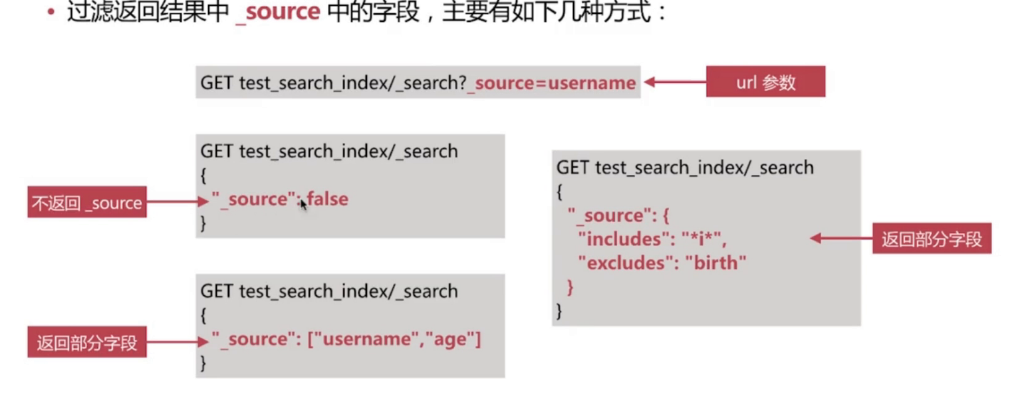 • 过滤返回结果中 _source 中的字段，主要有如下几种方式：
GET test_search_index/_search?_source=username
url 参数
GET test_search_index/_search
{
"_source": false
}
不返回 _source
GET test_search_index/_search
{
"_source": ["username","age"]
}
返回部分字段
GET test_search_index/_search
{
"_source": {
"includes": "*i*",
"excludes": "birth"
}
}
返回部分字段